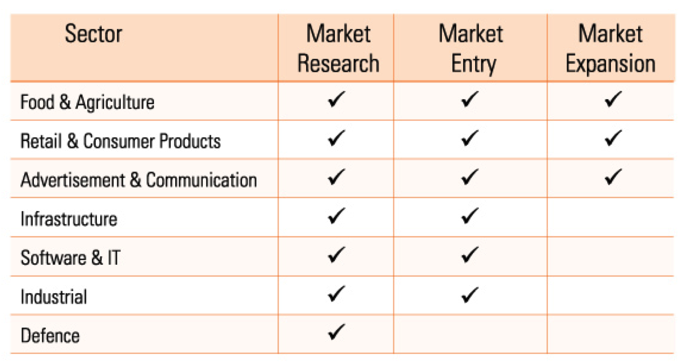 Sector Market Research Market Entry Market Expansion
Food & Agriculture ✓ ✓ ✓
Retail & Consumer Products ✓ ✓ ✓
Advertisement & Communication ✓ ✓ ✓
Infrastructure ✓ ✓
Software & IT ✓ ✓
Industrial ✓ ✓
Defence ✓